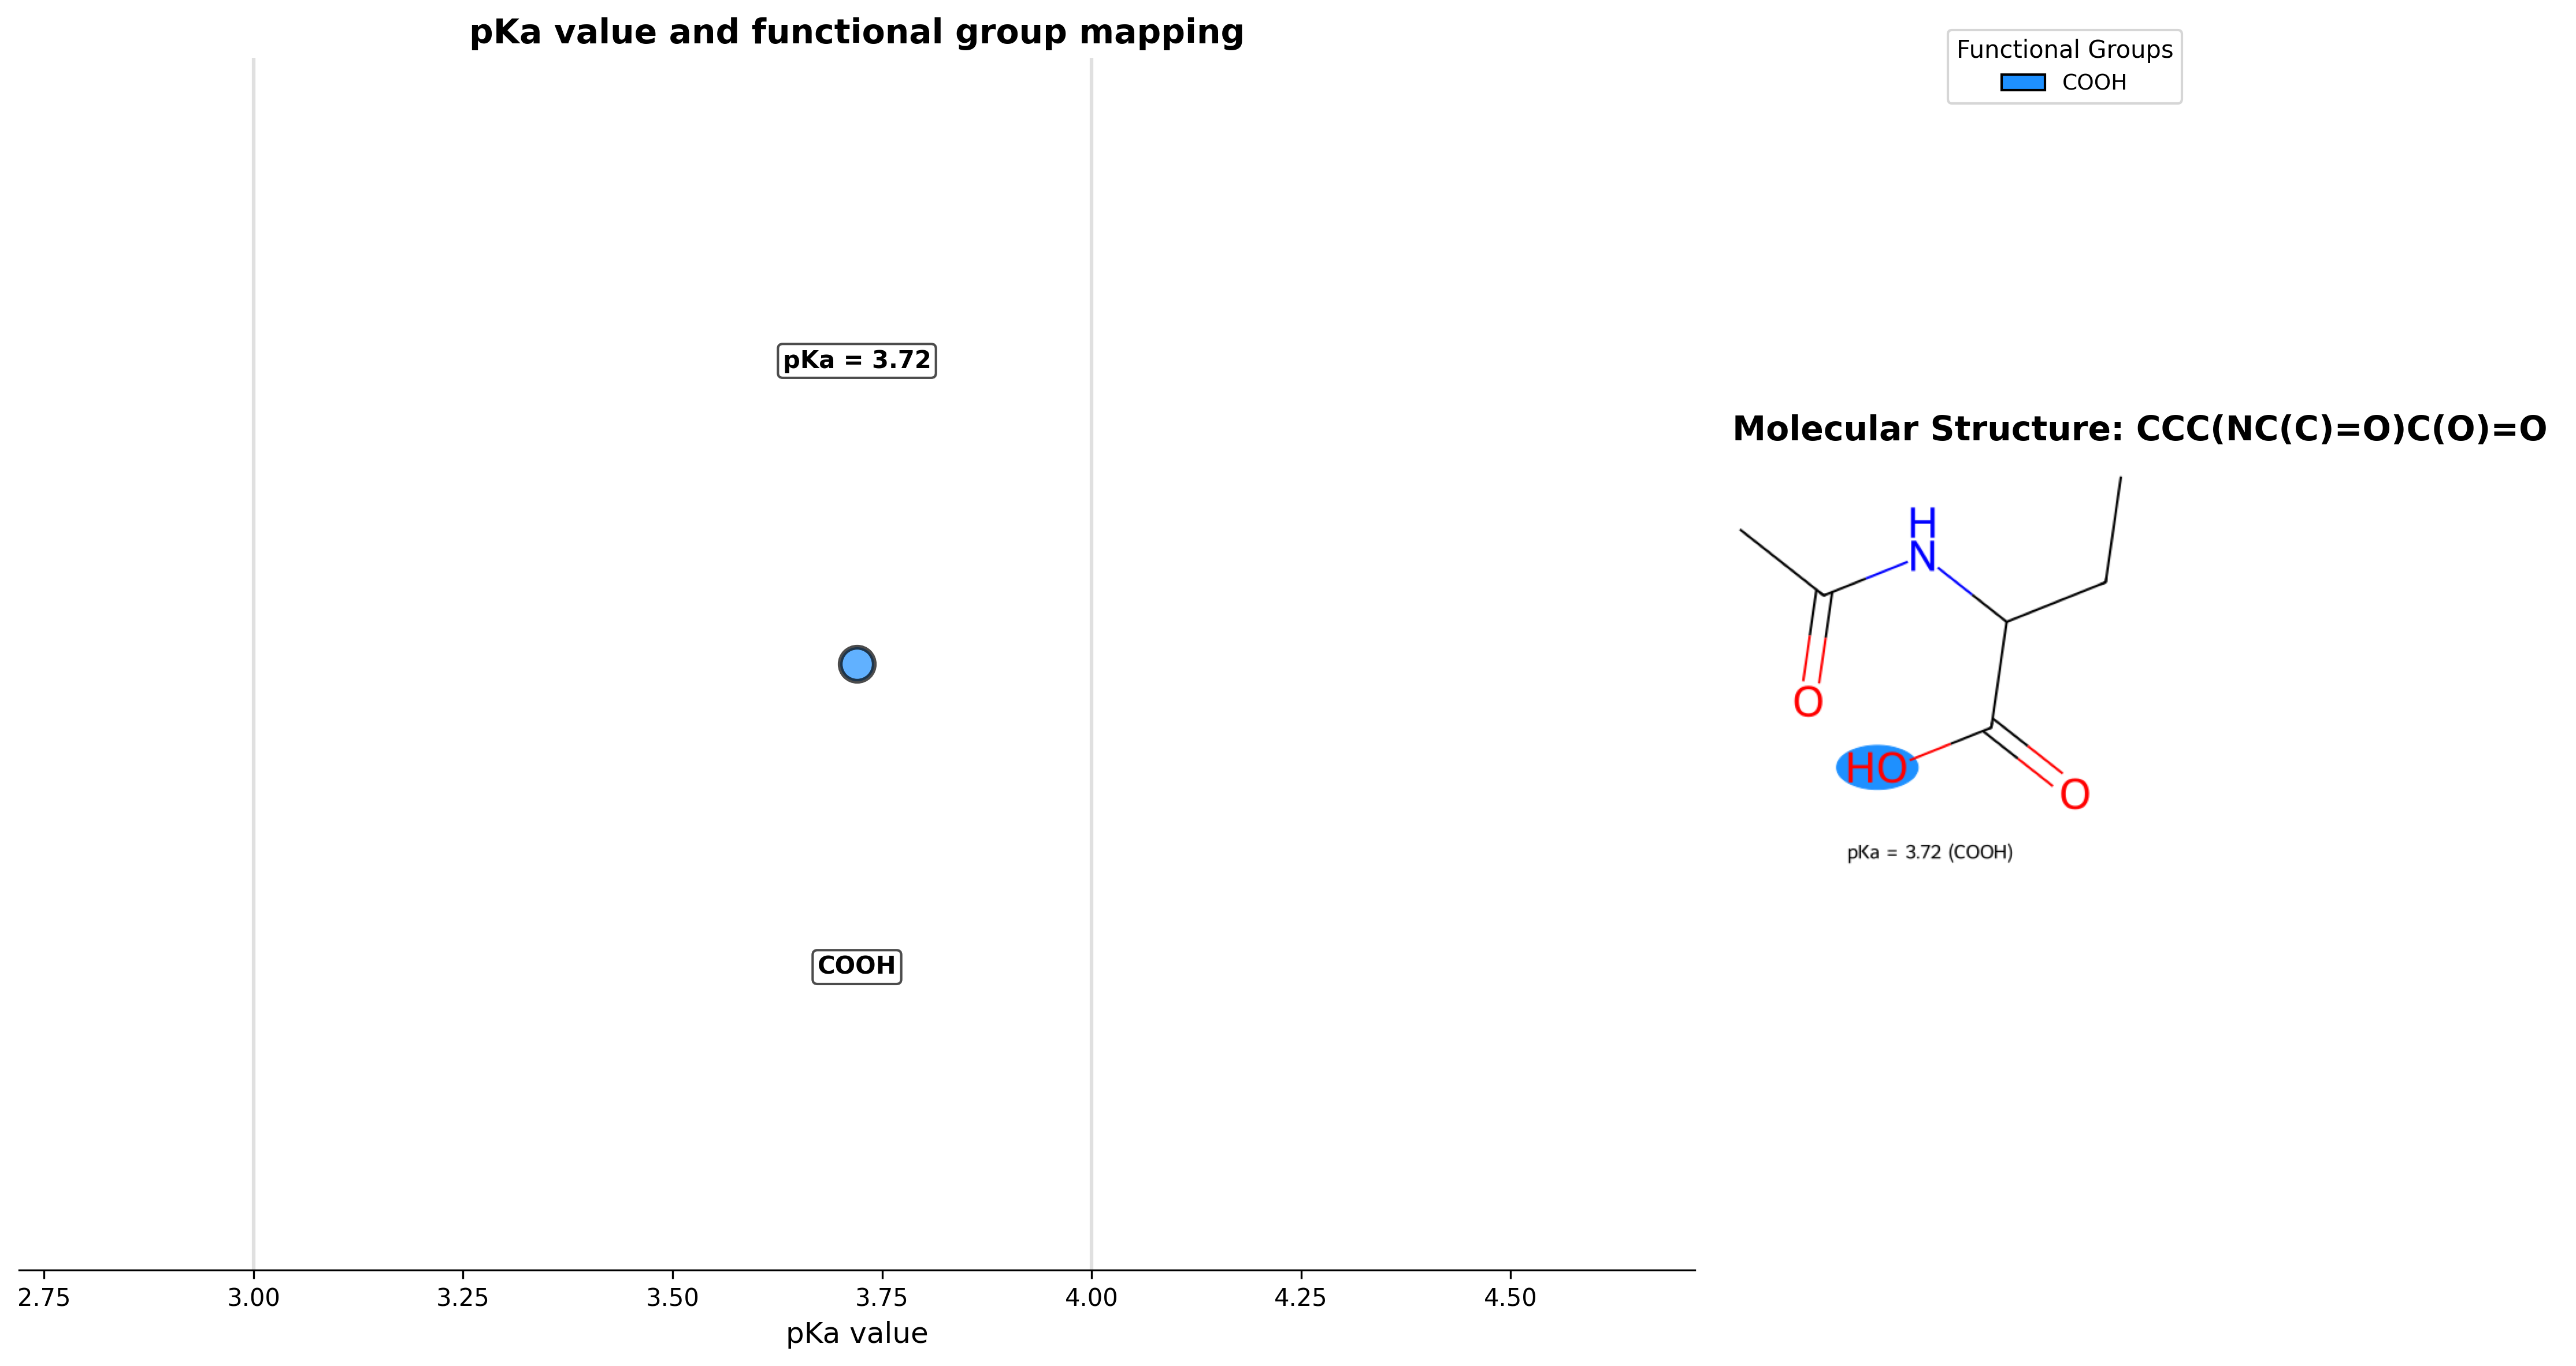 pKa value and functional group mapping
Functional Groups
COOH
pKa = 3.72
Molecular Structure: CCC(NC(C)=O)C(O)=O
H
N
O
HO
O
pKa = 3.72 (COOH)
COOH
2.75 3.00 3.25 3.50 3.75 4.00 4.25 4.50
pKa value